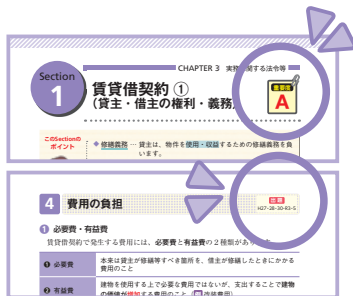 CHAPTER 3 実務に関する法令等
Section
1
賃貸借契約 ①
（貸主・借主の権利・義務）
重要度
A
このSectionの
ポイント
◆ 修繕義務 … 貸主は、物件を使用・収益するための修繕義務を負
います。
4 費用の負担
出題
H27-28-30-R3-5
❶ 必要費・有益費
賃貸借契約で発生する費用には、必要費と有益費の２種類があ
❶ 必要費
本来は貸主が修繕等すべき箇所を、借主が修繕したときにかかる
費用のこと
❷ 有益費
建物を使用する上で必要な費用ではないが、支出することで建物
の価値が増加する費用のこと（